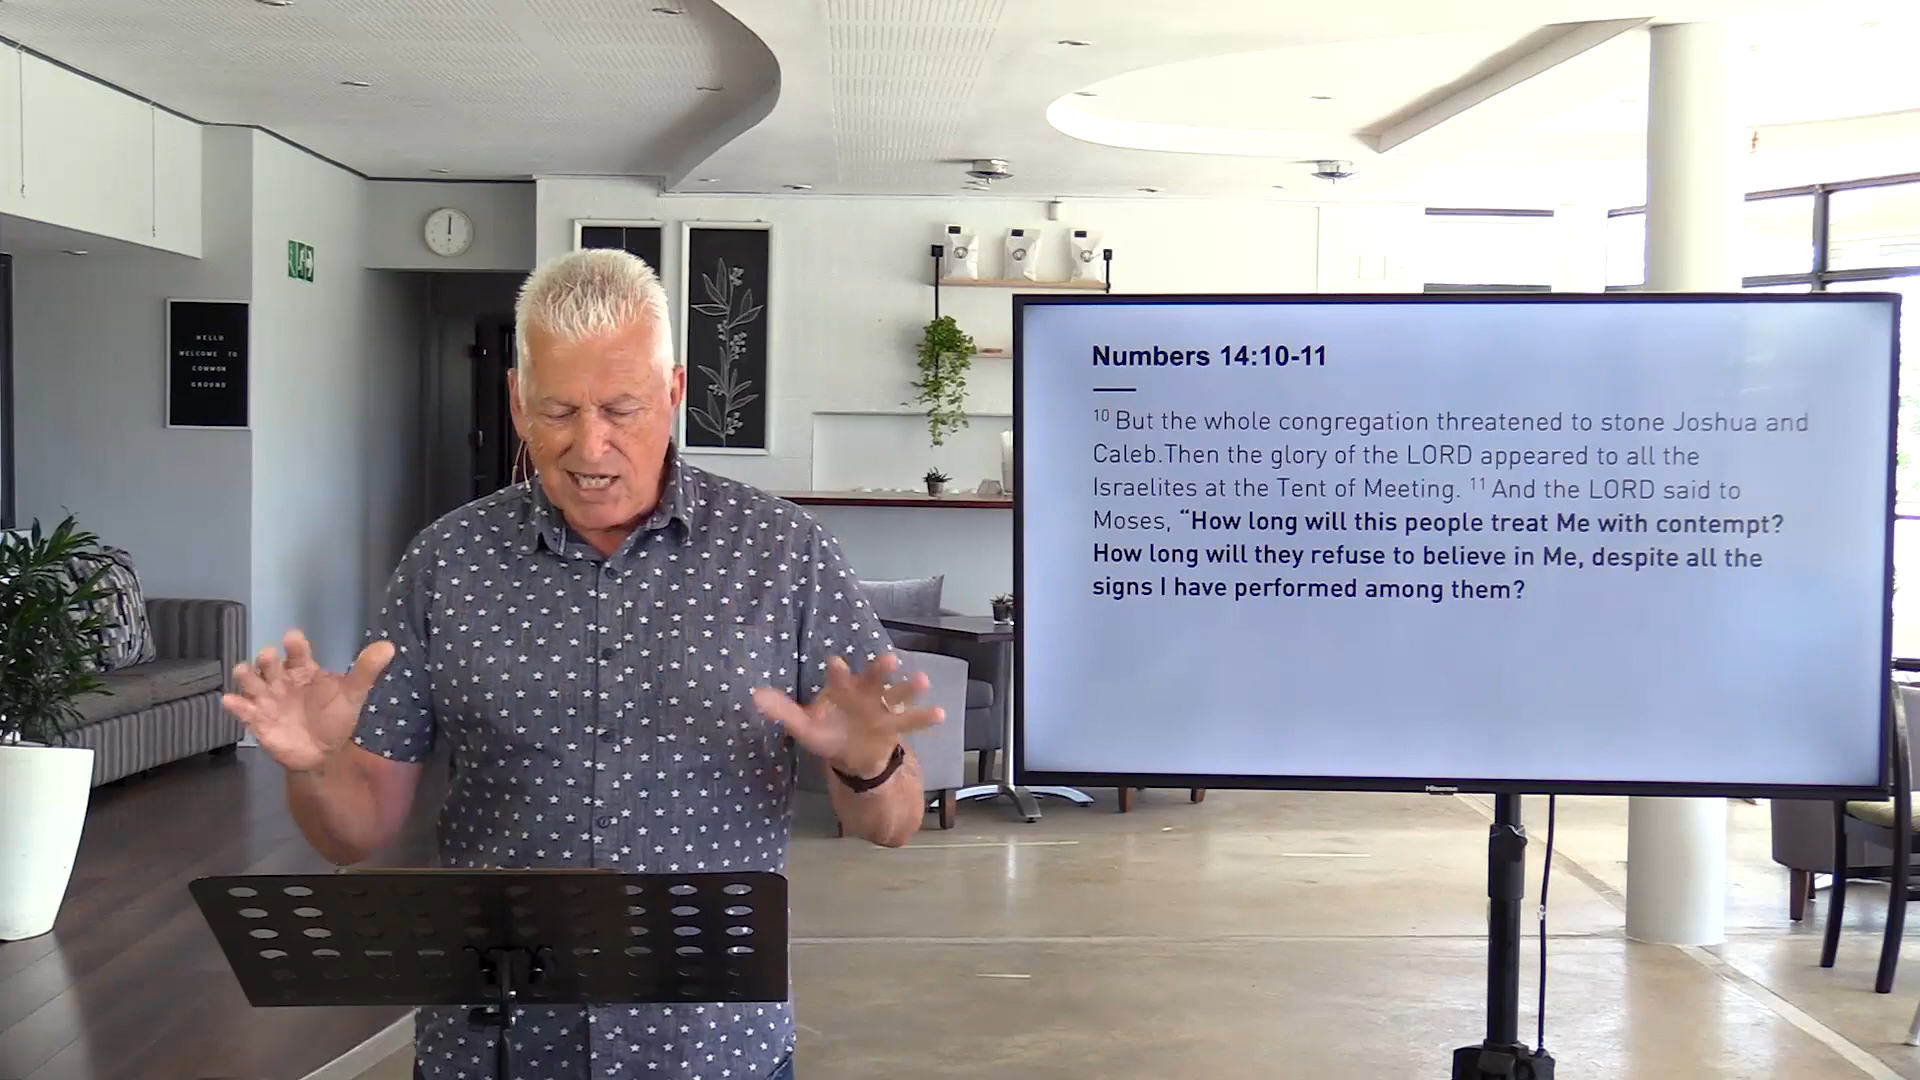 HELLO
WELCOME TO
COMMON
GROUND
Numbers 14:10-11
10 But the whole congregation threatened to stone Joshua and
Caleb.Then the glory of the LORD appeared to all the
Israelites at the Tent of Meeting. 11 And the LORD said to
Moses, “How long will this people treat Me with contempt?
How long will they refuse to believe in Me, despite all the
signs I have performed among them?
Hisense